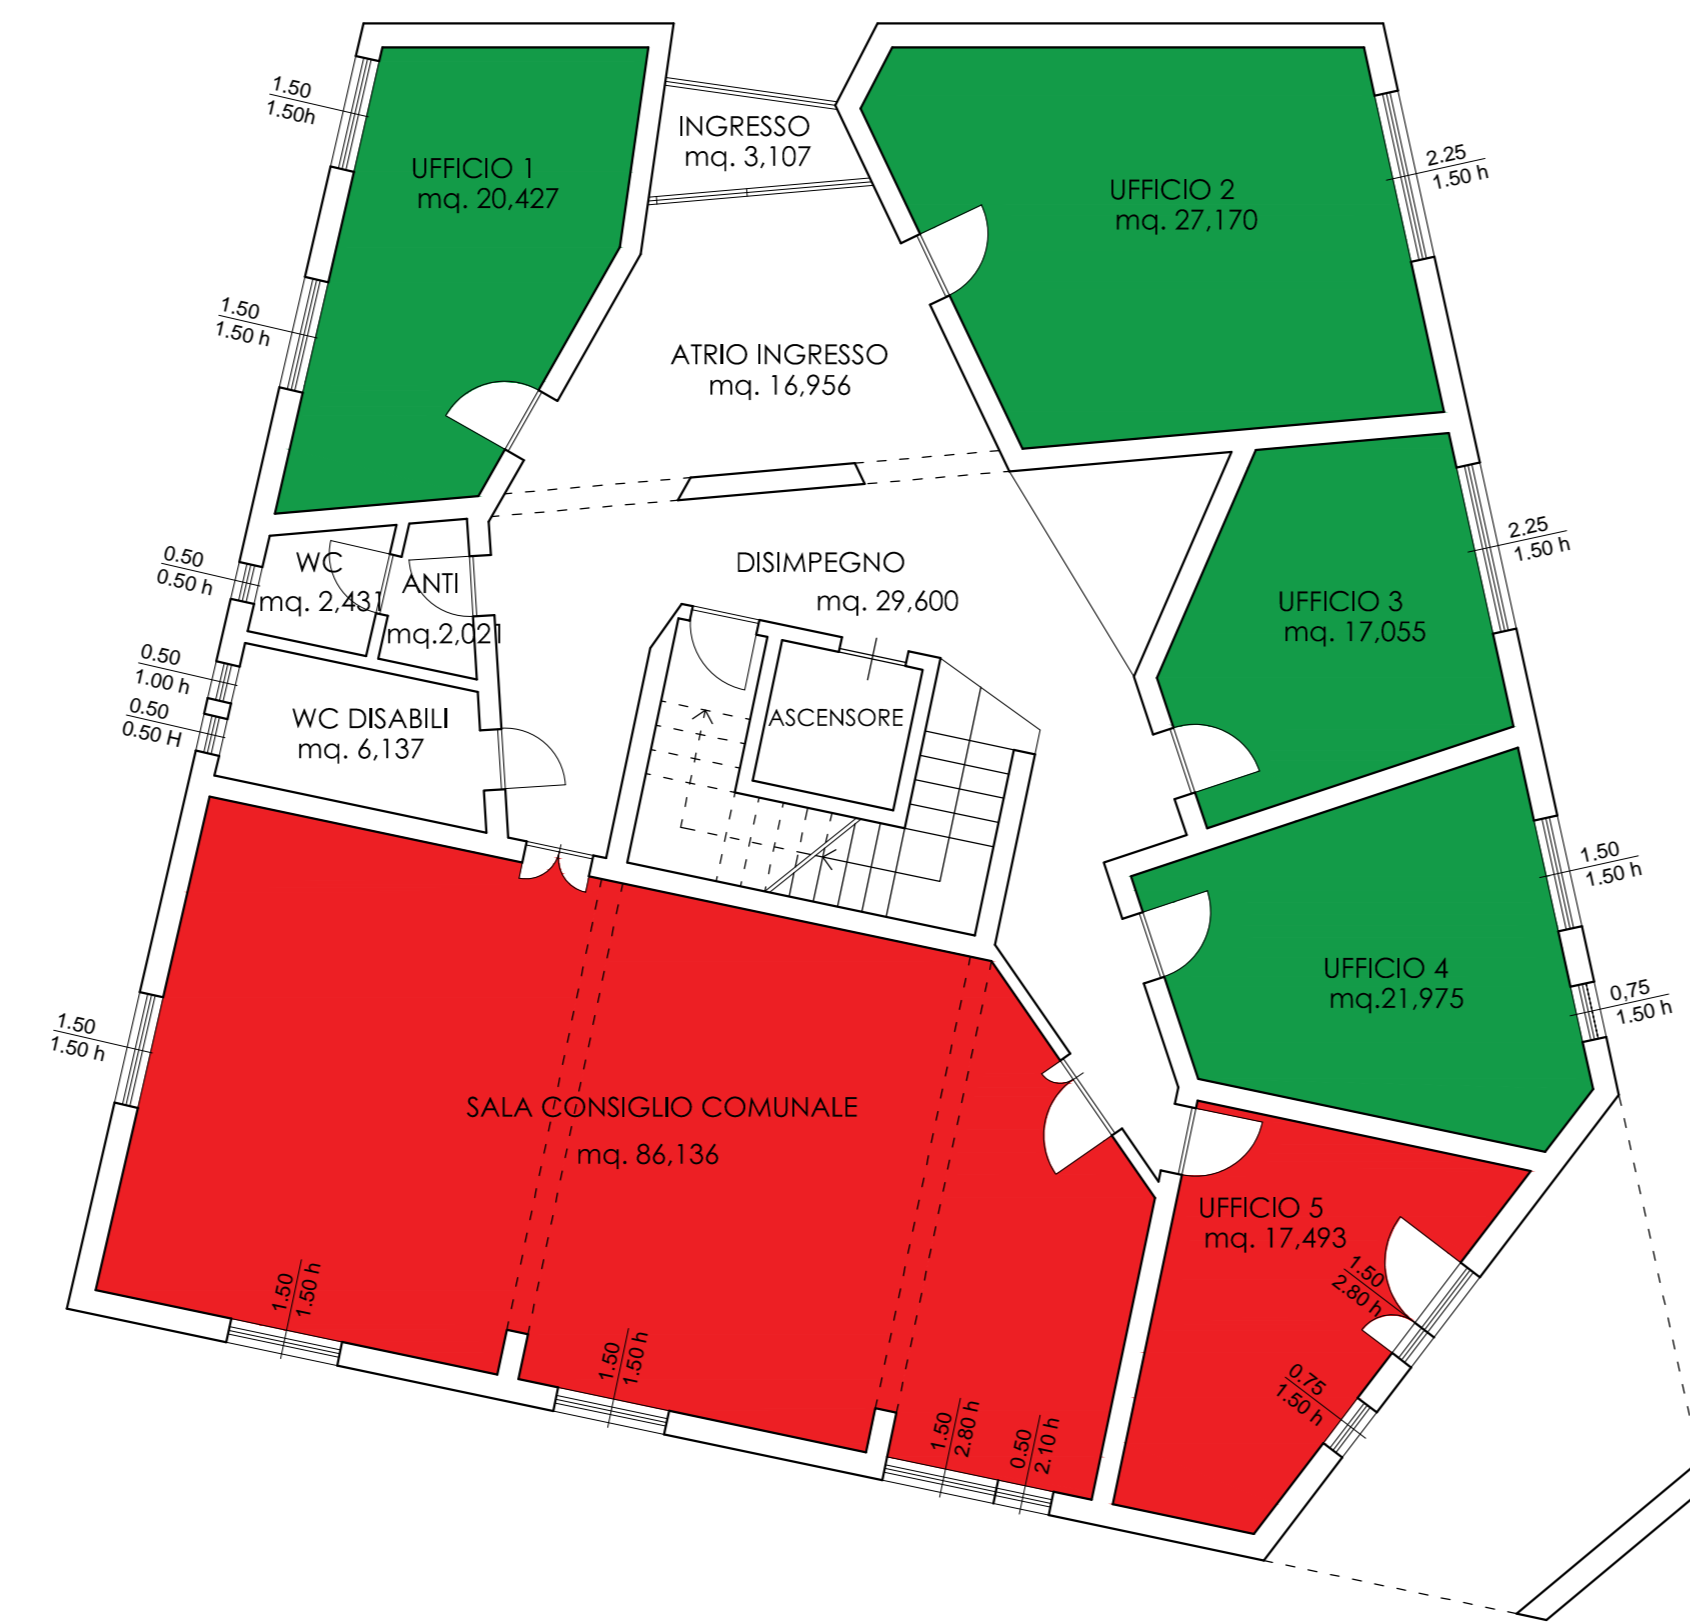 1.50
1.50h
UFFICIO 1
mq. 20,427
INGRESSO
mq. 3,107
UFFICIO 2
mq. 27,170
2.25
1.50 h
1.50
1.50 h
ATRIO INGRESSO
mq. 16,956
0.50
0.50 h
WC
mq. 2,431
ANTI
mq.2,021
DISIMPEGNO
mq. 29,600
UFFICIO 3
mq. 17,055
2.25
1.50 h
0.50
1.00 h
0.50
0.50 H
WC DISABILI
mq. 6,137
ASCENSORE
1.50
1.50 h
UFFICIO 4
mq.21,975
0,75
1.50 h
1.50
1.50 h
SALA CONSIGLIO COMUNALE
mq. 86,136
UFFICIO 5
mq. 17,493
1.50
2.80 h
0.75
1.50 h
1.50
1.50 h
1.50
1.50 h
1.50
2.80 h
0.50
2.10 h